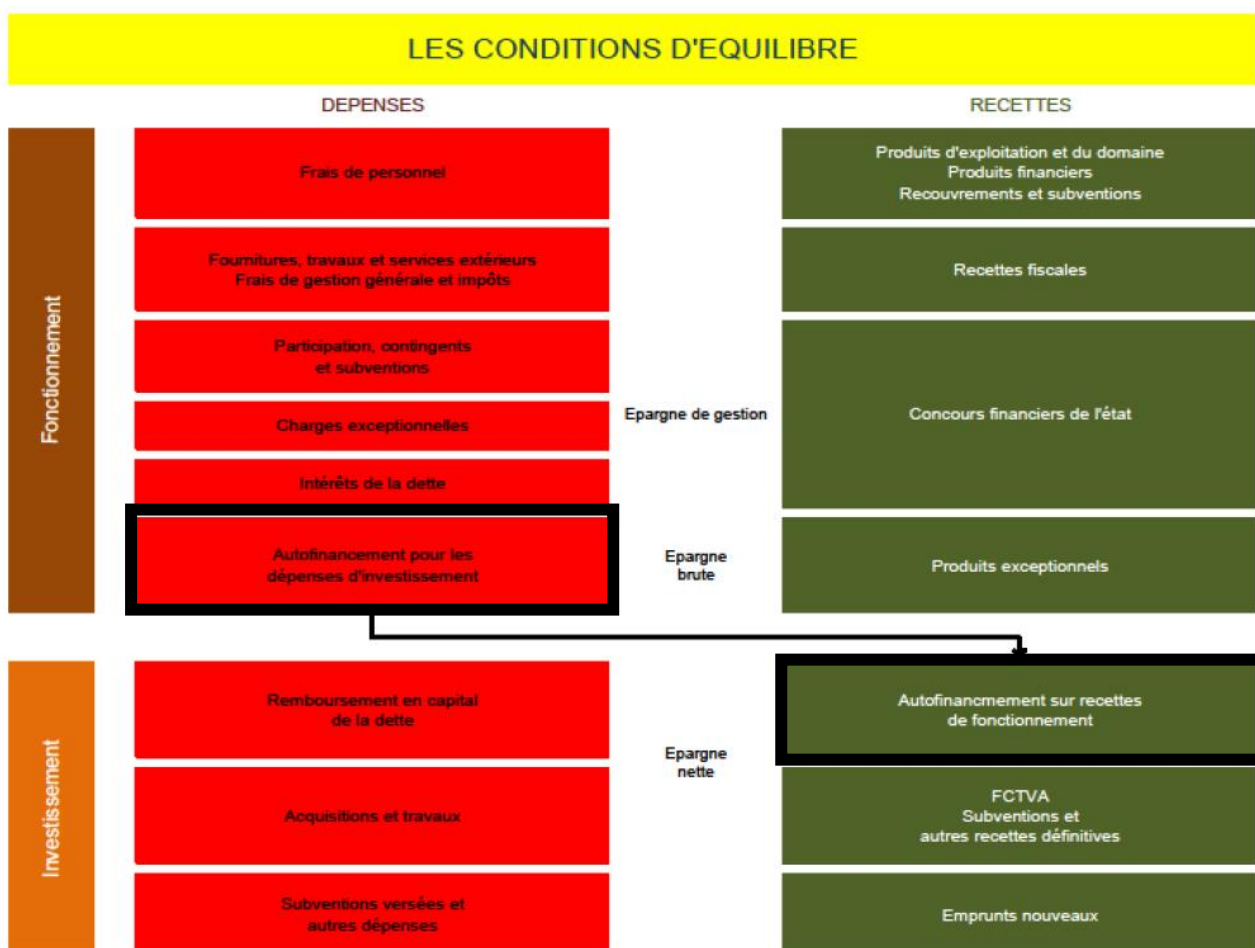 LES CONDITIONS D'EQUILIBRE
DEPENSES
RECETTES
Fonctionnement
Frais de personnel
Produits d'exploitation et du domaine
Produits financiers
Recouvrements et subventions
Fournitures, travaux et services extérieurs
Frais de gestion générale et impôts
Recettes fiscales
Participation, contingents
et subventions
Charges exceptionnelles
Epargne de gestion
Concours financiers de l'état
Intérêts de la dette
Autofinancement pour les
dépenses d'investissement
Epargne
brute
Produits exceptionnels
Investissement
Remboursement en capital
de la dette
Autofinancmement sur recettes
de fonctionnement
Epargne
nette
Acquisitions et travaux
FCTVA
Subventions et
autres recettes définitives
Subventions versées et
autres dépenses
Emprunts nouveaux